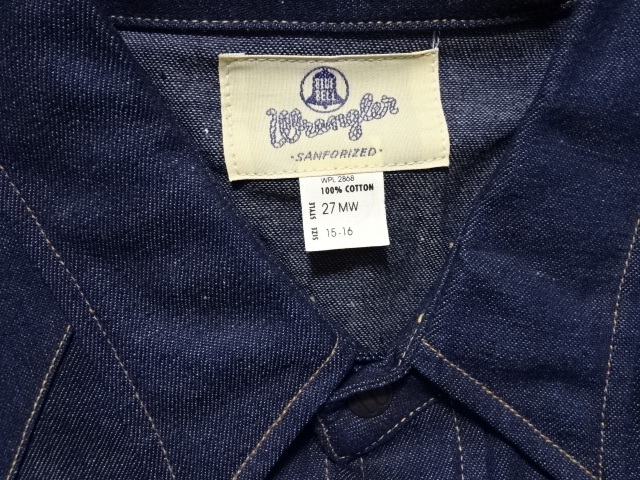 BLUE
BELL
Wrangler
·SANFORIZED·
WPL 2868
100% COTTON
STYLE 27 MW
SIZE 15-16